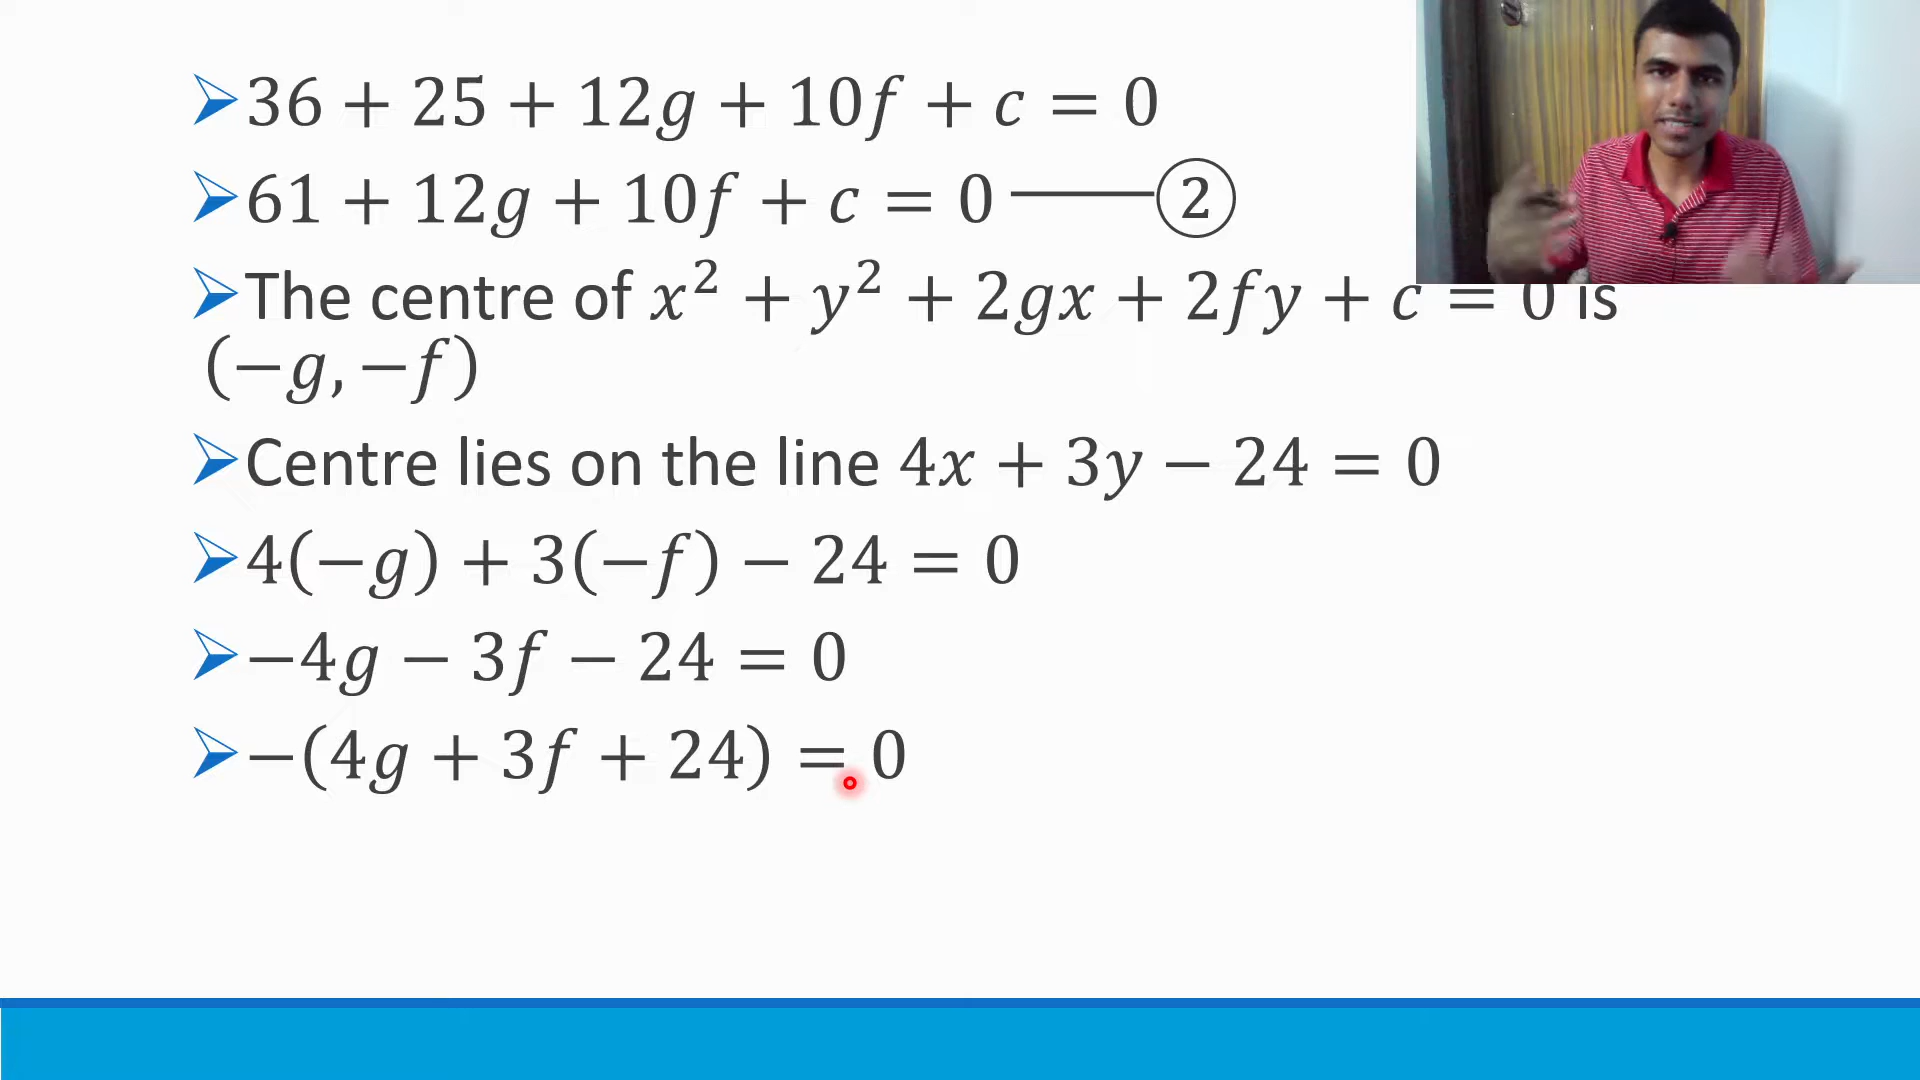 36 + 25 + 12g + 10f + c = 0
61 + 12g + 10f + c = 0 ——— ②
The centre of x² + y² + 2gx + 2fy + c = 0 is
(−g, −f)
Centre lies on the line 4x + 3y − 24 = 0
4(−g) + 3(−f) − 24 = 0
−4g − 3f − 24 = 0
−(4g + 3f + 24) = 0